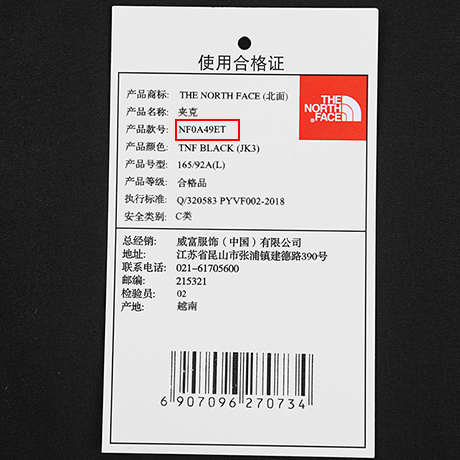 使用合格证
产品商标: THE NORTH FACE (北面)
THE
NORTH
FACE
产品名称: 夹克
产品款号: NF0A49ET
产品颜色: TNF BLACK (JK3)
产品号型: 165/92A(L)
产品等级: 合格品
执行标准: Q/320583 PYVF002-2018
安全类别: C类
总经销: 威富服饰（中国）有限公司
地址: 江苏省昆山市张浦镇建德路390号
联系电话: 021-61705600
邮编: 215321
检验员: 02
产地: 越南
6 907096 270734